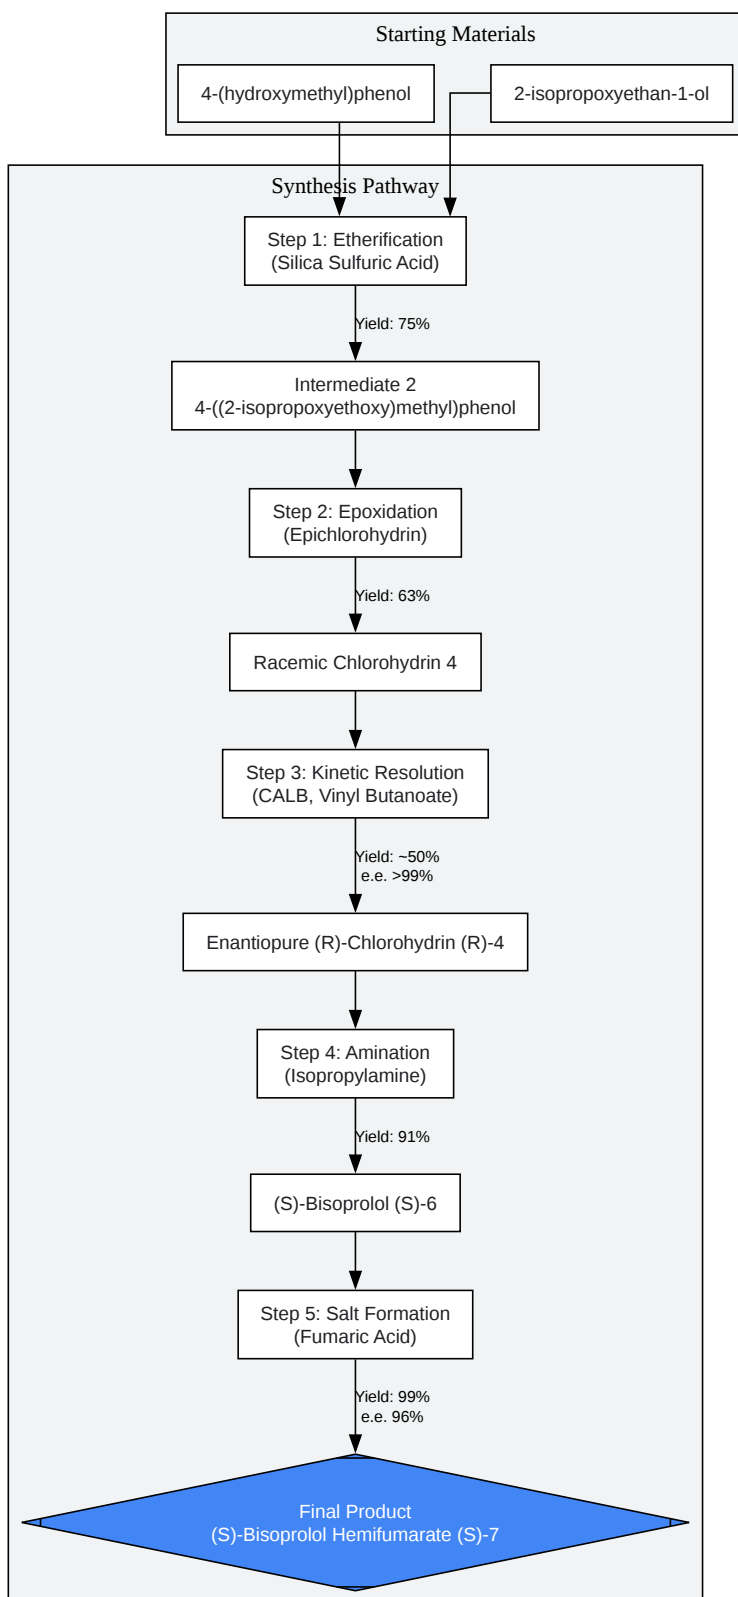 Starting Materials
4-(hydroxymethyl)phenol
2-isopropoxyethan-1-ol
Synthesis Pathway
Step 1: Etherification
(Silica Sulfuric Acid)
Yield: 75%
Intermediate 2
4-((2-isopropoxyethoxy)methyl)phenol
Step 2: Epoxidation
(Epichlorohydrin)
Yield: 63%
Racemic Chlorohydrin 4
Step 3: Kinetic Resolution
(CALB, Vinyl Butanoate)
Yield: ~50%
e.e. >99%
Enantiopure (R)-Chlorohydrin (R)-4
Step 4: Amination
(Isopropylamine)
Yield: 91%
(S)-Bisoprolol (S)-6
Step 5: Salt Formation
(Fumaric Acid)
Yield: 99%
e.e. 96%
Final Product
(S)-Bisoprolol Hemifumarate (S)-7